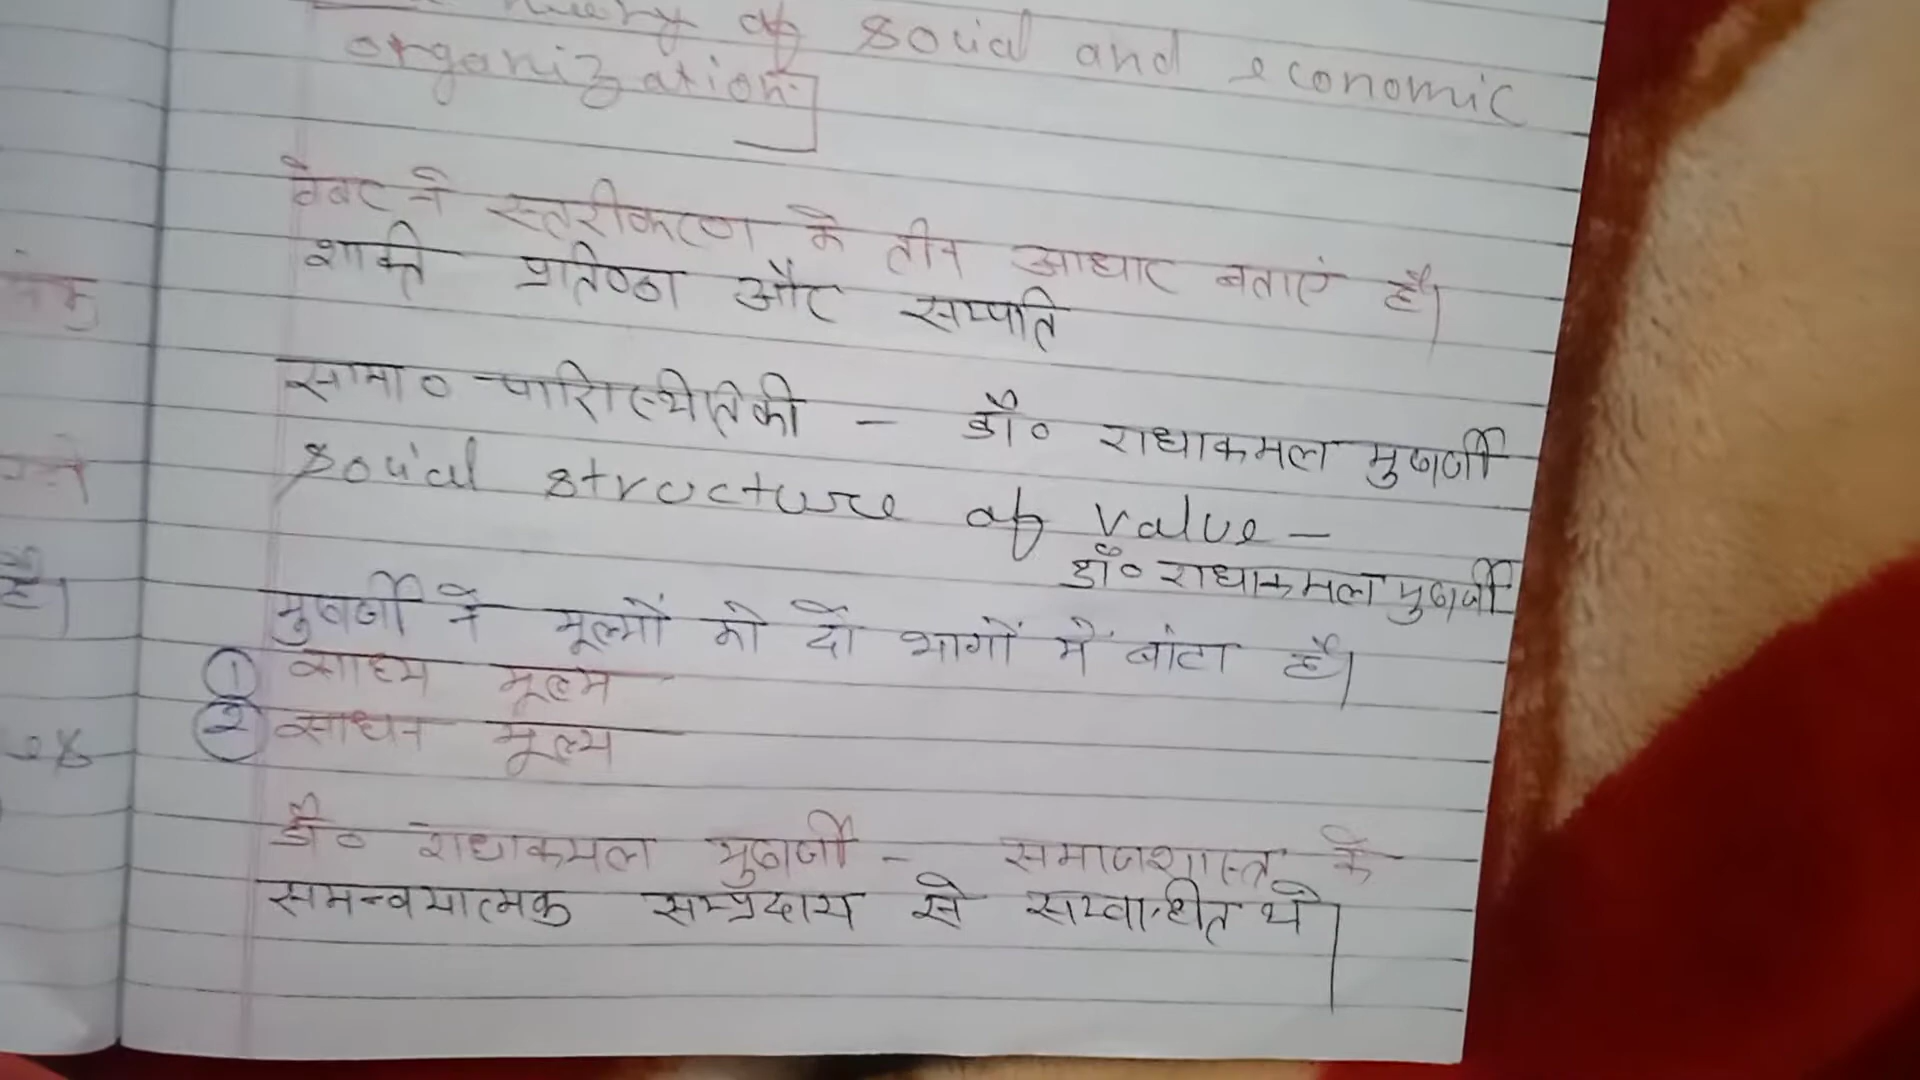 of social and economic
organization]
वेबर ने स्तरीकरण के तीन आधार बताएं है।
शक्ति प्रतिष्ठा और सम्पति
सामा० पारिस्थितिकी - डॉ० राधाकमल मुखर्जी
social structure of value -
डॉ० राधाकमल मुखर्जी
मुखर्जी ने मूल्यों को दो भागों में बांटा है।
① साध्य मूल्य
② साधन मूल्य
डॉ० राधाकमल मुखर्जी - समाजशास्त्र के
समन्वयात्मक सम्प्रदाय से सम्बन्धीत थे।
है।